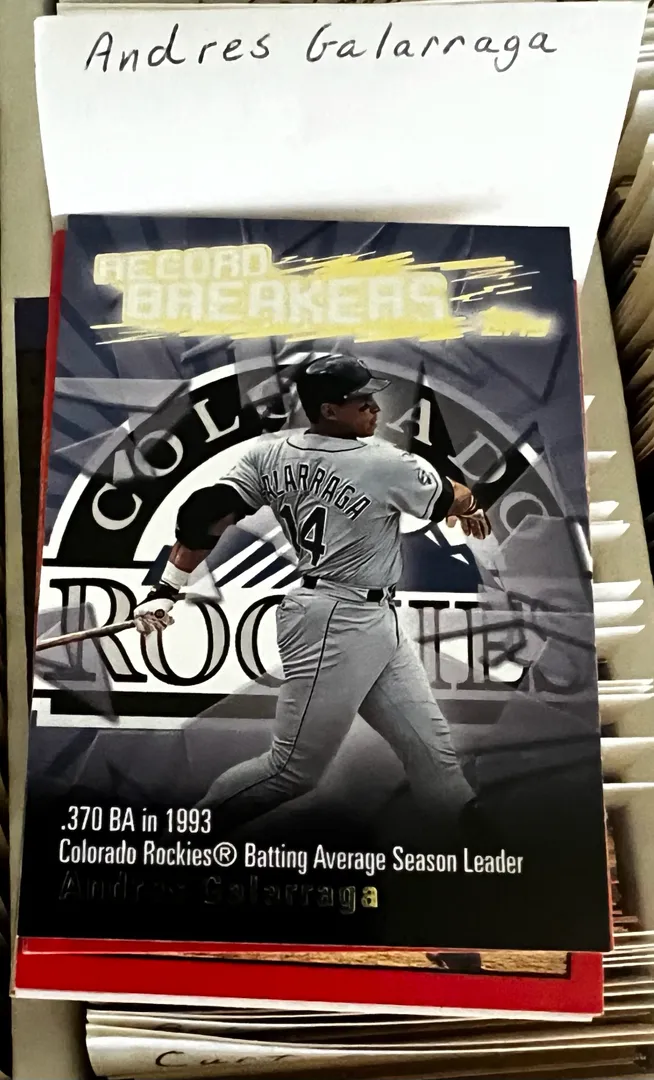 Andres Galarraga
RECORD
BREAKERS
topps
COLORADO
GALARRAGA
14
ROCKIES
.370 BA in 1993
Colorado Rockies® Batting Average Season Leader
Andres Galarraga